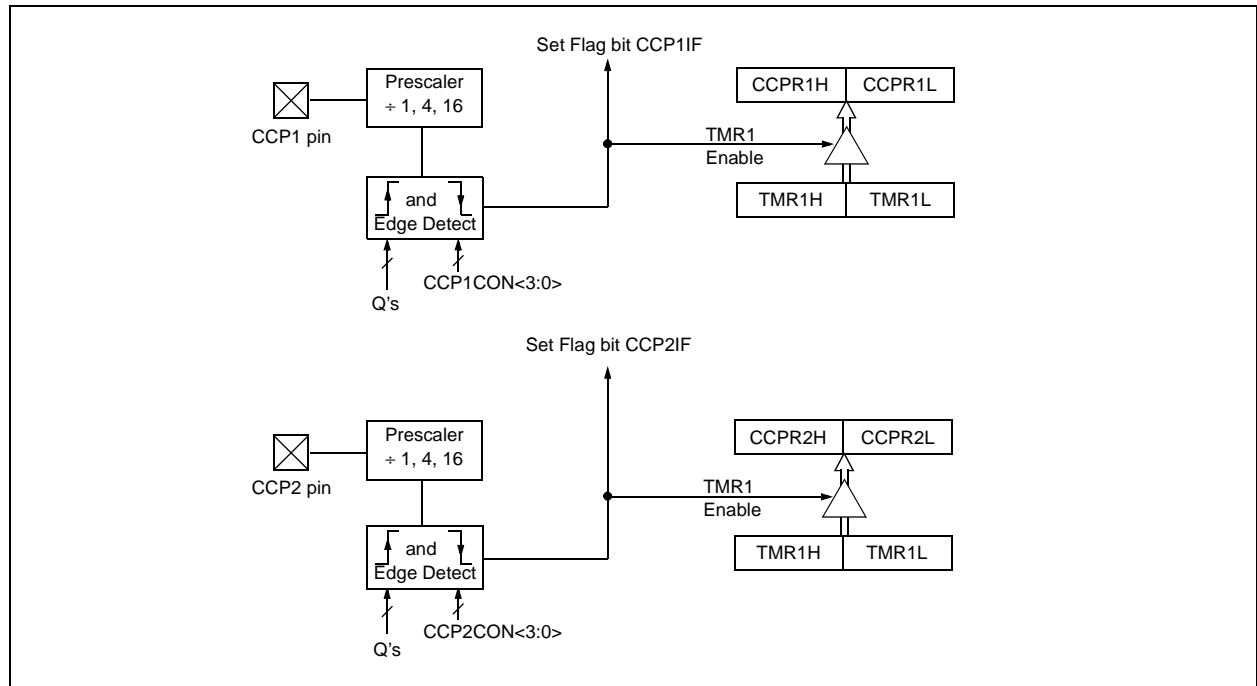 Set Flag bit CCP1IF
Prescaler
÷ 1, 4, 16
CCP1 pin
CCPR1H
CCPR1L
TMR1
Enable
and
Edge Detect
TMR1H
TMR1L
CCP1CON<3:0>
Q's
Set Flag bit CCP2IF
Prescaler
÷ 1, 4, 16
CCP2 pin
CCPR2H
CCPR2L
TMR1
Enable
and
Edge Detect
TMR1H
TMR1L
CCP2CON<3:0>
Q's